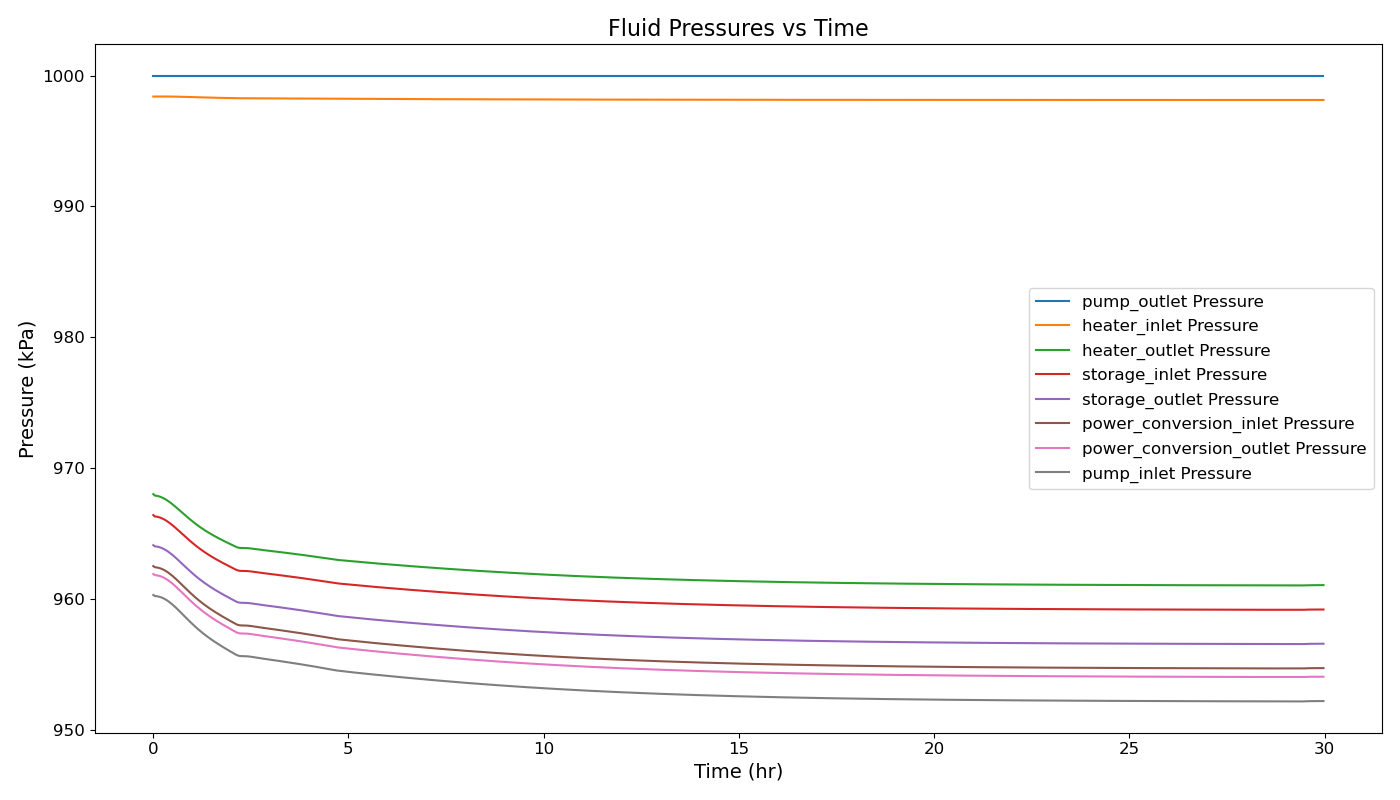 Fluid Pressures vs Time
Pressure (kPa)
1000
990
980
970
960
950
pump_outlet Pressure
heater_inlet Pressure
heater_outlet Pressure
storage_inlet Pressure
storage_outlet Pressure
power_conversion_inlet Pressure
power_conversion_outlet Pressure
pump_inlet Pressure
0 5 10 15 20 25 30
Time (hr)